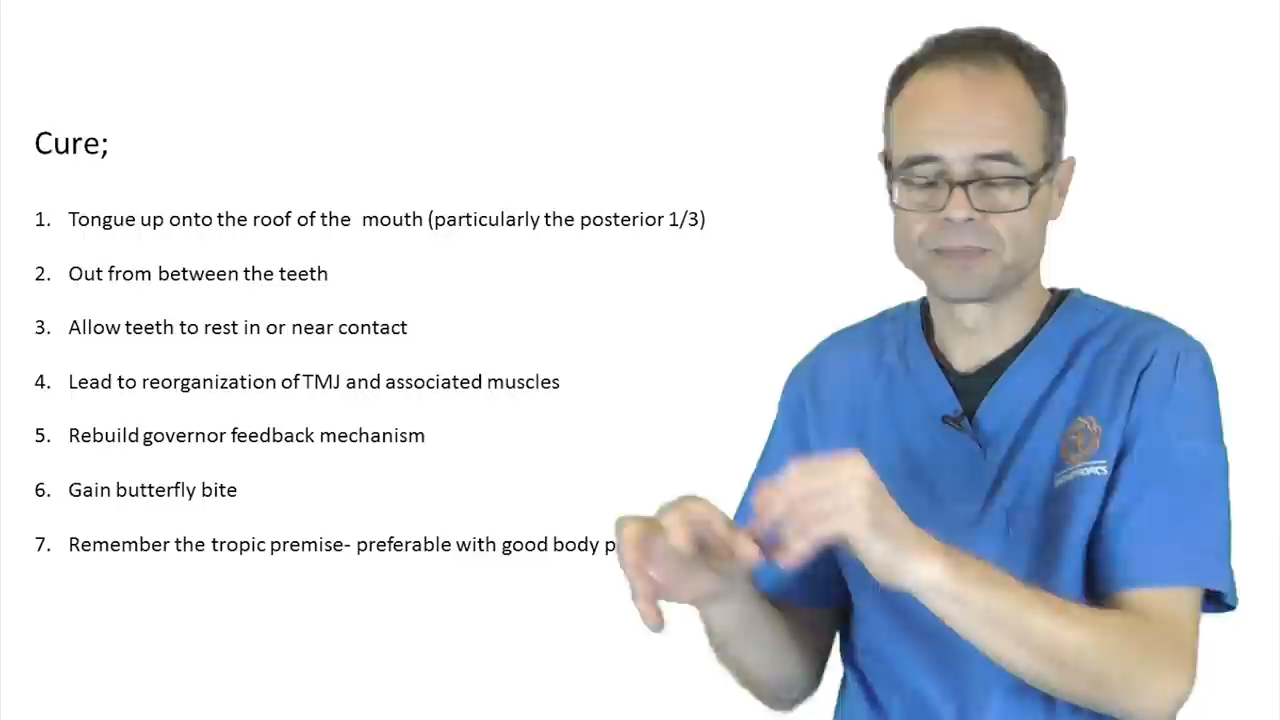 Cure;
1. Tongue up onto the roof of the mouth (particularly the posterior 1/3)
2. Out from between the teeth
3. Allow teeth to rest in or near contact
4. Lead to reorganization of TMJ and associated muscles
5. Rebuild governor feedback mechanism
6. Gain butterfly bite
7. Remember the tropic premise- preferable with good body